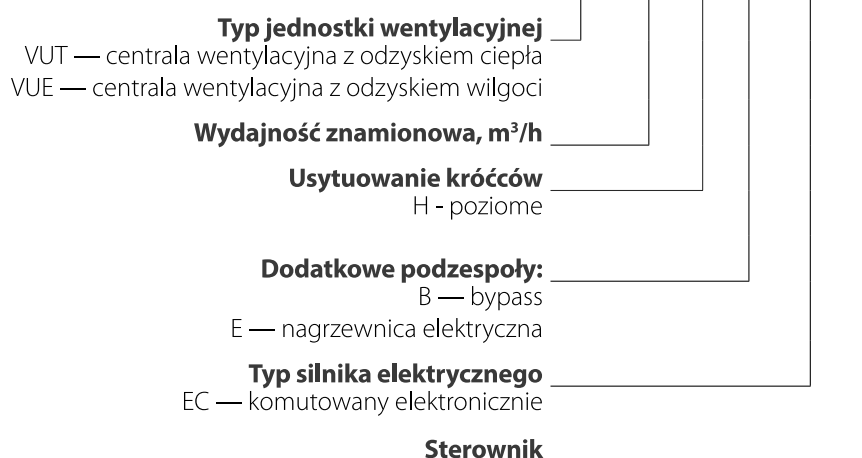 Typ jednostki wentylacyjnej
VUT — centrala wentylacyjna z odzyskiem ciepła
VUE — centrala wentylacyjna z odzyskiem wilgoci
Wydajność znamionowa, m³/h
Usytuowanie króćców
H - poziome
Dodatkowe podzespoły:
B — bypass
E — nagrzewnica elektryczna
Typ silnika elektrycznego
EC — komutowany elektronicznie
Sterownik